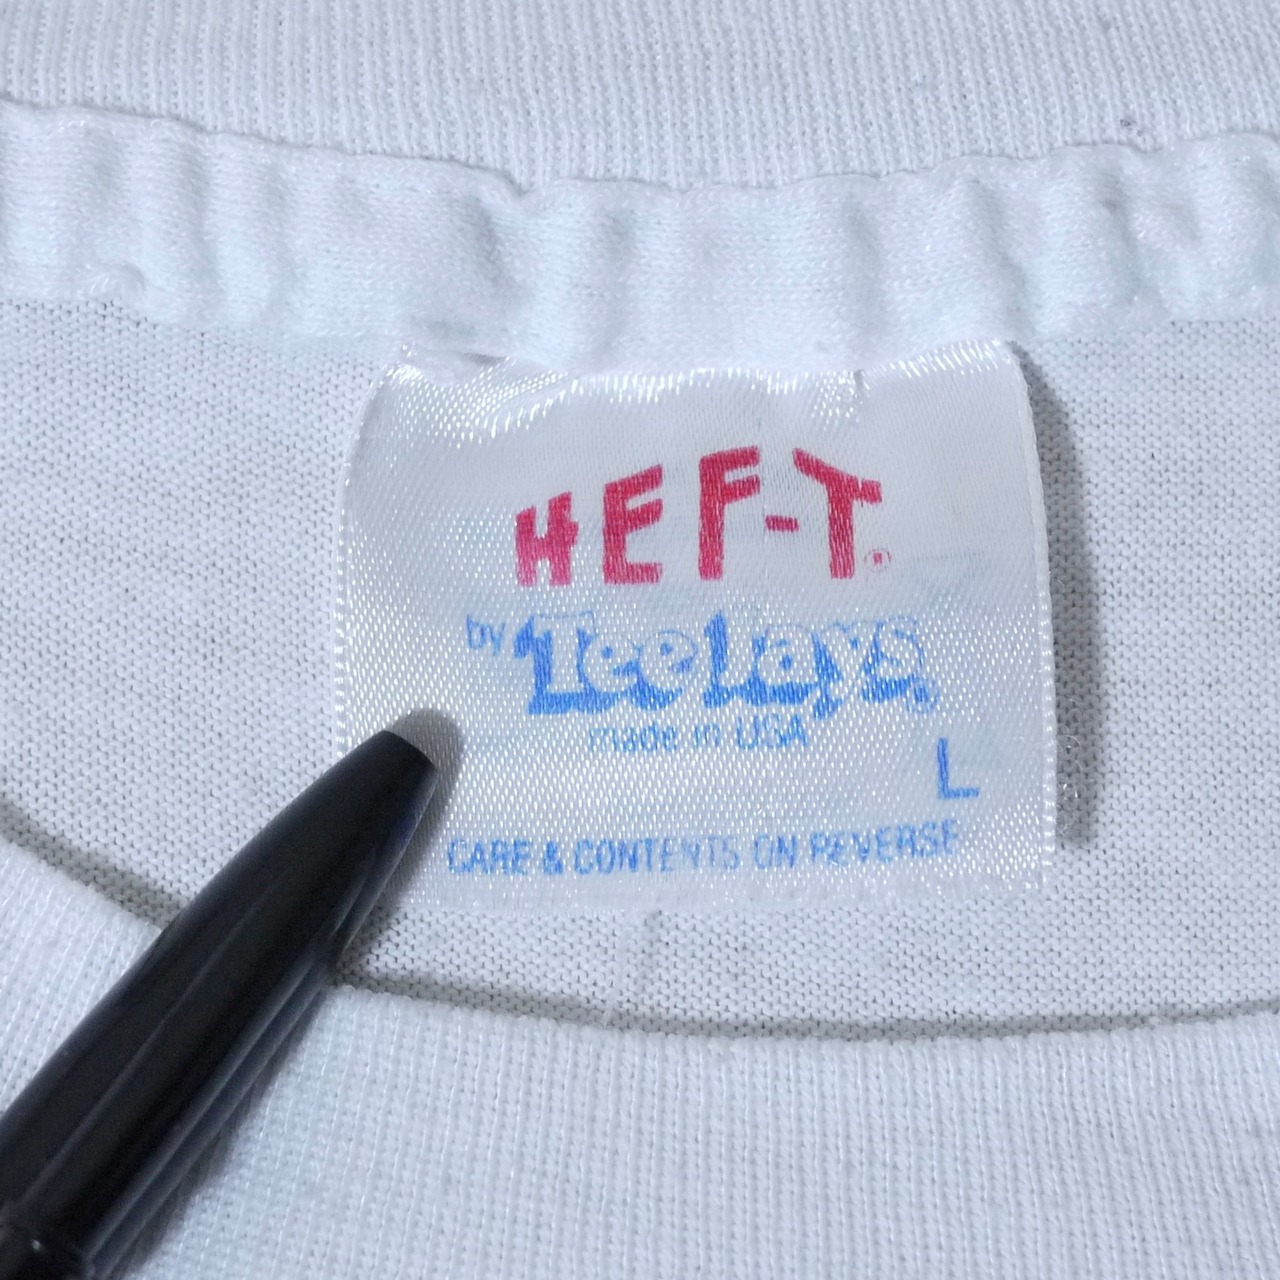 HEF-T®
by Tee Jays®
made in USA
L
CARE & CONTENTS ON REVERSE